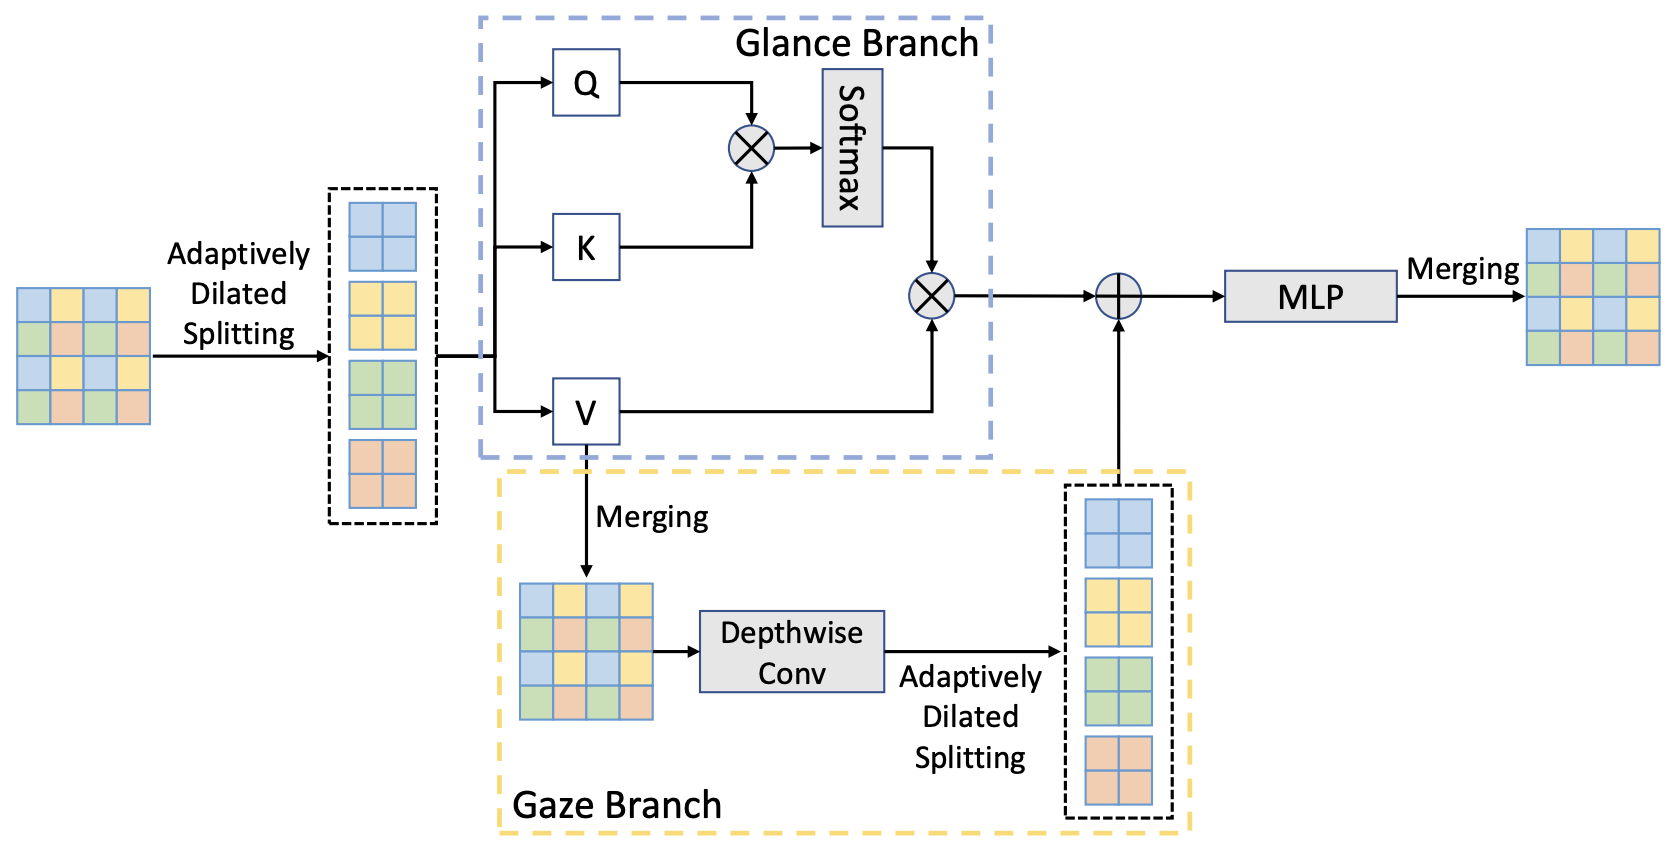 Glance Branch
Q
Softmax
K
V
Adaptively
Dilated
Splitting
MLP
Merging
Merging
Depthwise
Conv
Adaptively
Dilated
Splitting
Gaze Branch